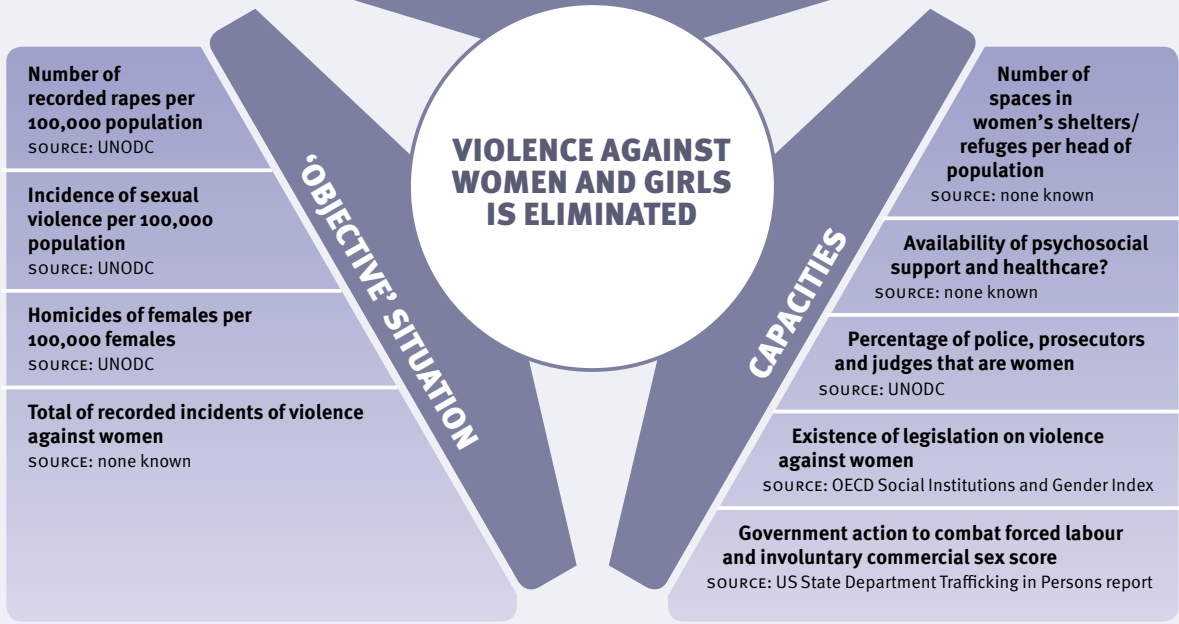 Number of
recorded rapes per
100,000 population
SOURCE: UNODC
Incidence of sexual
violence per 100,000
population
SOURCE: UNODC
Homicides of females per
100,000 females
SOURCE: UNODC
Total of recorded incidents of violence
against women
SOURCE: none known
‘OBJECTIVE’ SITUATION
VIOLENCE AGAINST
WOMEN AND GIRLS
IS ELIMINATED
CAPACITIES
Number of
spaces in
women’s shelters/
refuges per head of
population
SOURCE: none known
Availability of psychosocial
support and healthcare?
SOURCE: none known
Percentage of police, prosecutors
and judges that are women
SOURCE: UNODC
Existence of legislation on violence
against women
SOURCE: OECD Social Institutions and Gender Index
Government action to combat forced labour
and involuntary commercial sex score
SOURCE: US State Department Trafficking in Persons report